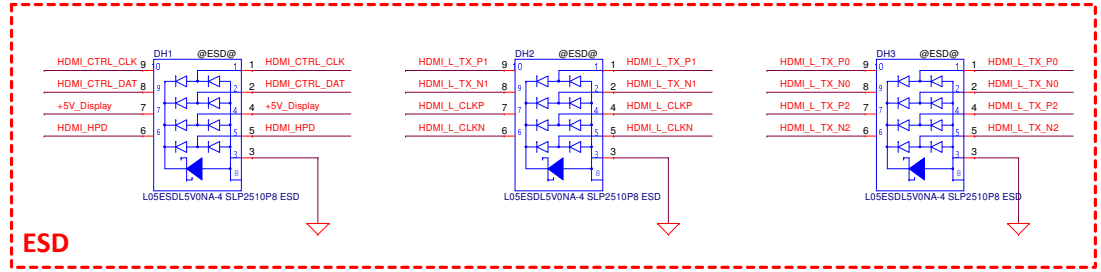 DH1 @ESD@
HDMI_CTRL_CLK 9 0 1 1 HDMI_CTRL_CLK
HDMI_CTRL_DAT 8 9 2 2 HDMI_CTRL_DAT
+5V_Display 7 7 4 4 +5V_Display
HDMI_HPD 6 6 5 5 HDMI_HPD
3 3
8
L05ESDL5V0NA-4 SLP2510P8 ESD
DH2 @ESD@
HDMI_L_TX_P1 9 0 1 1 HDMI_L_TX_P1
HDMI_L_TX_N1 8 9 2 2 HDMI_L_TX_N1
HDMI_L_CLKP 7 7 4 4 HDMI_L_CLKP
HDMI_L_CLKN 6 6 5 5 HDMI_L_CLKN
3 3
8
L05ESDL5V0NA-4 SLP2510P8 ESD
DH3 @ESD@
HDMI_L_TX_P0 9 0 1 1 HDMI_L_TX_P0
HDMI_L_TX_N0 8 9 2 2 HDMI_L_TX_N0
HDMI_L_TX_P2 7 7 4 4 HDMI_L_TX_P2
HDMI_L_TX_N2 6 6 5 5 HDMI_L_TX_N2
3 3
8
L05ESDL5V0NA-4 SLP2510P8 ESD
ESD